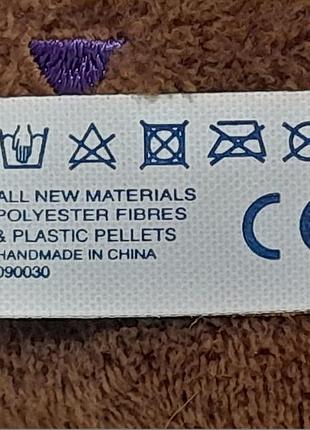 ALL NEW MATERIALS
POLYESTER FIBRES
& PLASTIC PELLETS
HANDMADE IN CHINA
090030
CE